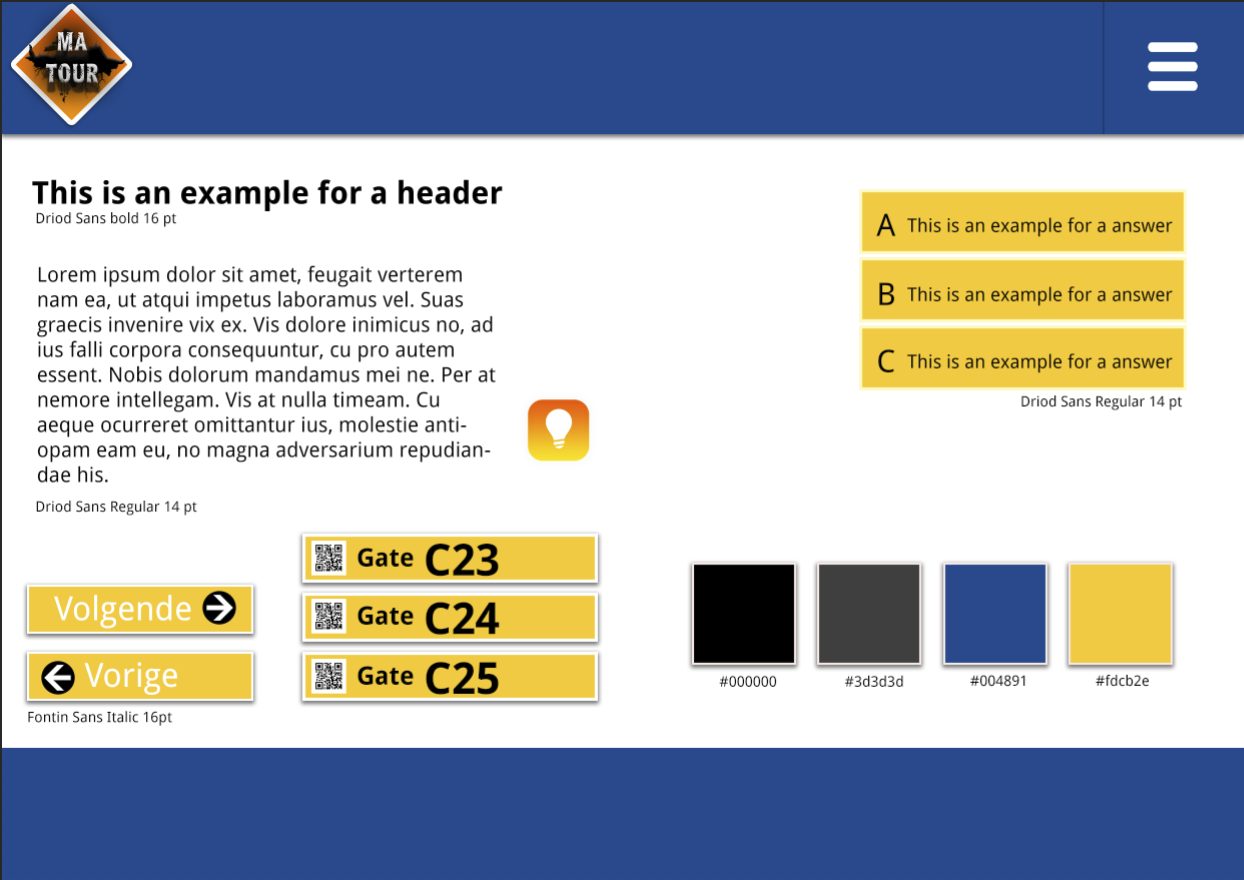 MA
TOUR
This is an example for a header
Driod Sans bold 16 pt
Lorem ipsum dolor sit amet, feugait verterem
nam ea, ut atqui impetus laboramus vel. Suas
graecis invenire vix ex. Vis dolore inimicus no, ad
ius falli corpora consequuntur, cu pro autem
essent. Nobis dolorum mandamus mei ne. Per at
nemore intellegam. Vis at nulla timeam. Cu
aeque ocurreret omittantur ius, molestie anti-
opam eam eu, no magna adversarium repudian-
dae his.
Driod Sans Regular 14 pt
A This is an example for a answer
B This is an example for a answer
C This is an example for a answer
Driod Sans Regular 14 pt
Volgende
Vorige
Fontin Sans Italic 16pt
Gate C23
Gate C24
Gate C25
#000000
#3d3d3d
#004891
#fdcb2e